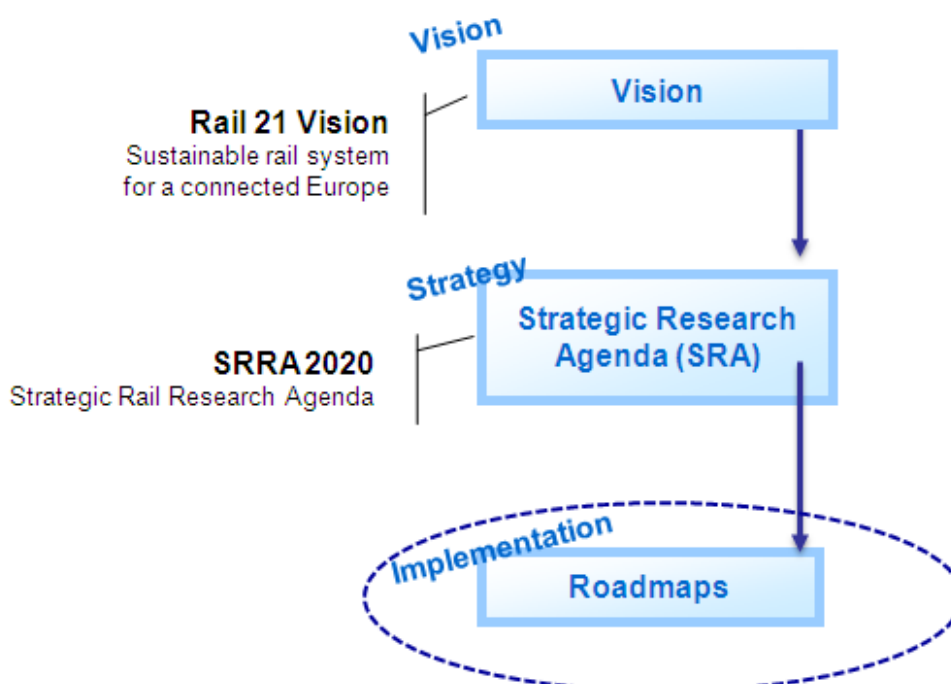 Vision
Vision
Rail 21 Vision
Sustainable rail system
for a connected Europe
Strategy
Strategic Research
Agenda (SRA)
SRRA 2020
Strategic Rail Research Agenda
Implementation
Roadmaps